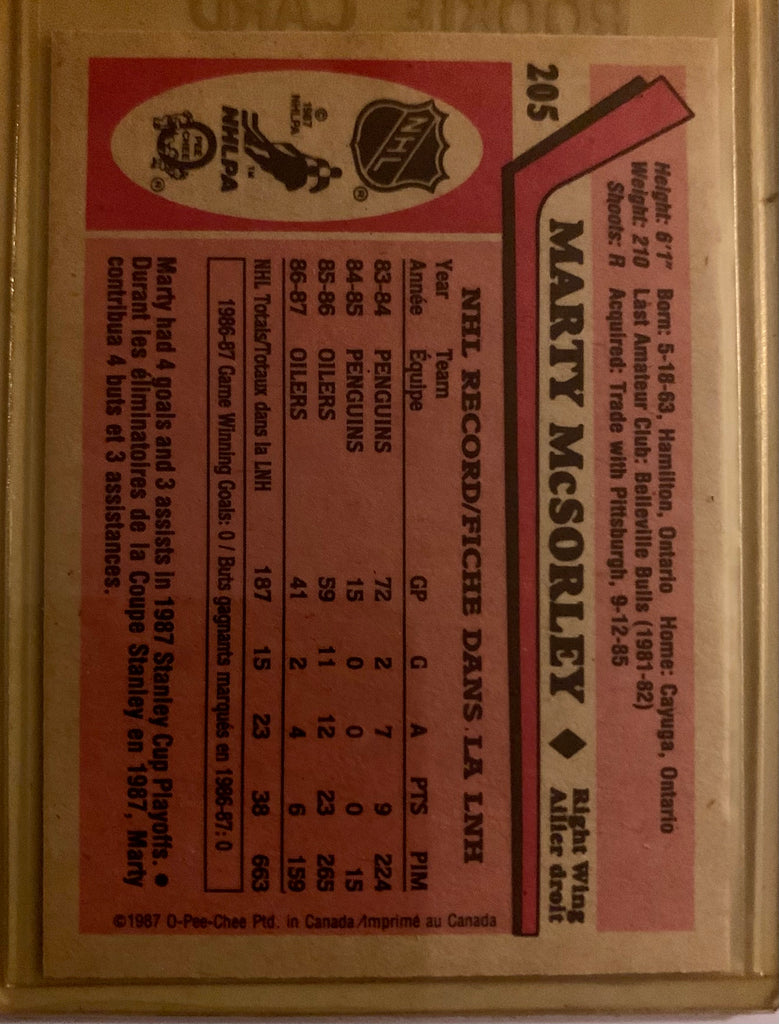 ROOKIE CARD
205
Height: 6'1" Born: 5-18-63, Hamilton, Ontario Home: Cayuga, Ontario
Weight: 210 Last Amateur Club: Belleville Bulls (1981-82)
Shoots: R Acquired: Trade with Pittsburgh, 9-12-85
MARTY McSORLEY ◆ Right Wing
Ailier droit
NHL
®
© 1987 NHLPA
NHLPA
™
O PEE CHEE
®
NHL RECORD/FICHE DANS LA LNH
Year Team
Année Équipe GP G A PTS PIM
83-84 PENGUINS 72 2 7 9 224
84-85 PENGUINS 15 0 0 0 15
85-86 OILERS 59 11 12 23 265
86-87 OILERS 41 2 4 6 159
NHL Totals/Totaux dans la LNH 187 15 23 38 663
1986-87 Game Winning Goals: 0 / Buts gagnants marqués en 1986-87: 0
Marty had 4 goals and 3 assists in 1987 Stanley Cup Playoffs. ●
Durant les éliminatoires de la Coupe Stanley en 1987, Marty
contribua 4 buts et 3 assistances.
©1987 O-Pee-Chee Ptd. in Canada/Imprimé au Canada